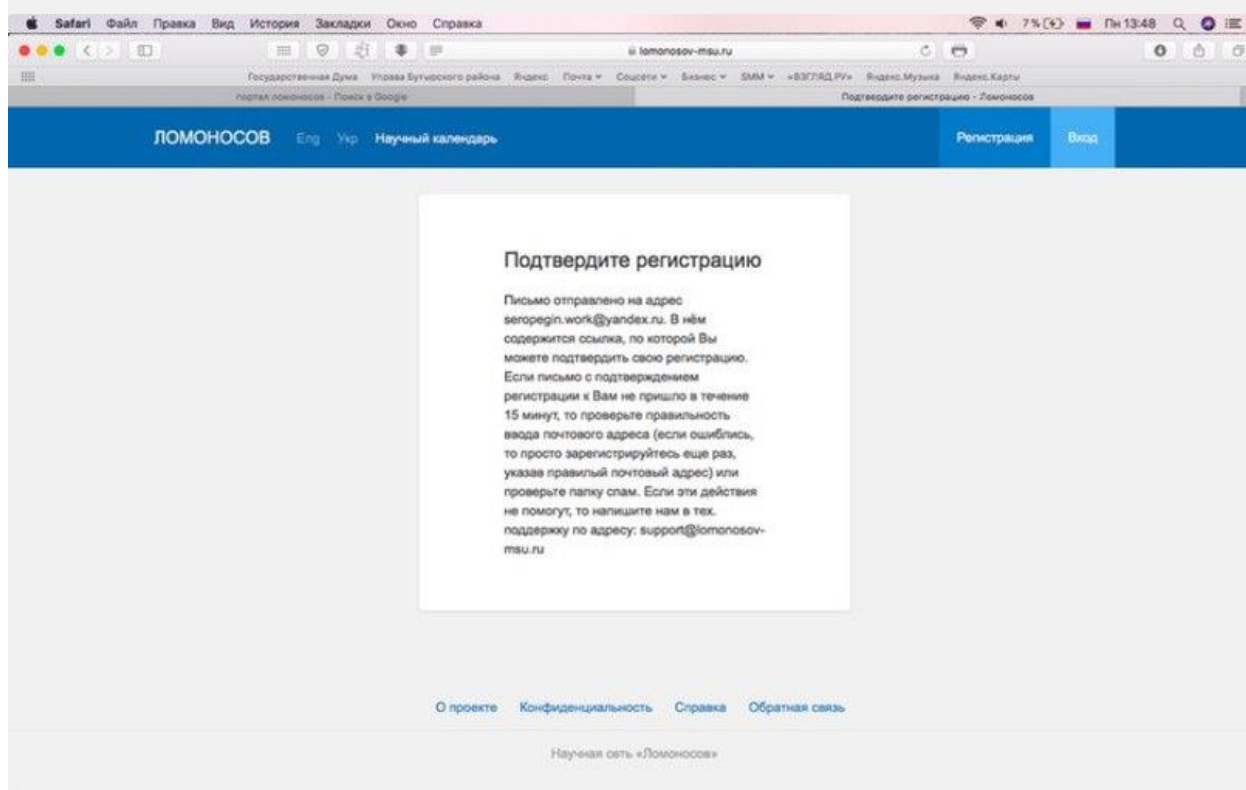 Safari Файл Правка Вид История Закладки Окно Справка 7% Пн 13:48
lomonosov-msu.ru
Государственная Дума Управа Бутырского района Яндекс Почта Соцсети Бизнес SMM «ВЗГЛЯД.РУ» Яндекс.Музыка Яндекс.Карты
портал ломоносов - Поиск в Google Подтвердите регистрацию - Ломоносов
ЛОМОНОСОВ Eng Укр Научный календарь Регистрация Вход
Подтвердите регистрацию
Письмо отправлено на адрес
seropegin.work@yandex.ru. В нём
содержится ссылка, по которой Вы
можете подтвердить свою регистрацию.
Если письмо с подтверждением
регистрации к Вам не пришло в течение
15 минут, то проверьте правильность
ввода почтового адреса (если ошиблись,
то просто зарегистрируйтесь еще раз,
указав правилый почтовый адрес) или
проверьте папку спам. Если эти действия
не помогут, то напишите нам в тех.
поддержку по адресу: support@lomonosov-
msu.ru
О проекте Конфиденциальность Справка Обратная связь
Научная сеть «Ломоносов»